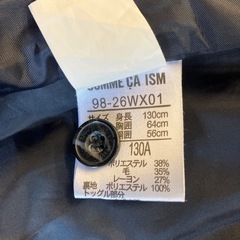 COMME ÇA ISM
98-26WX01
サイズ 身長 130cm
胸囲 64cm
胴囲 56cm
130A
ポリエステル 38%
毛 35%
レーヨン 27%
裏地 ポリエステル 100%
トッグル部分